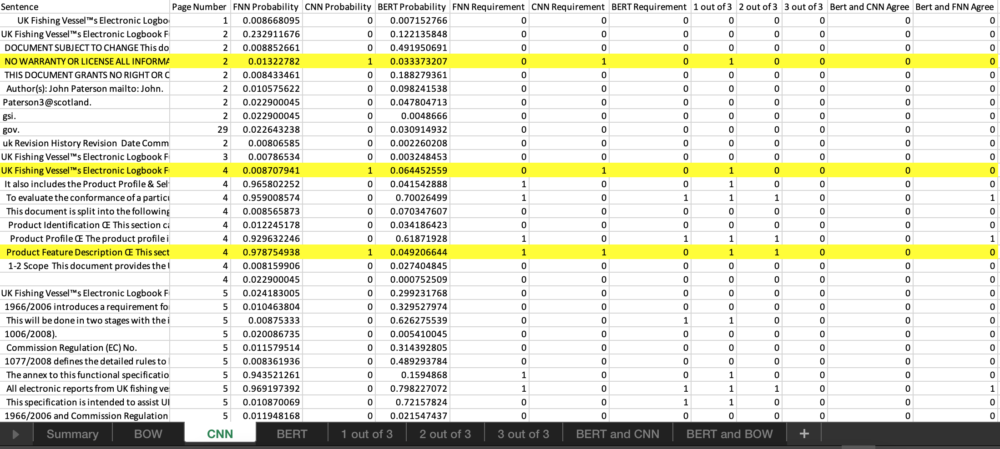 Sentence Page Number FNN Probability CNN Probability BERT Probability FNN Requirement CNN Requirement BERT Requirement 1 out of 3 2 out of 3 3 out of 3 Bert and CNN Agree Bert and FNN Agree
UK Fishing Vessel™s Electronic Logbo 1 0.008668095 0 0.007152766 0 0 0 0 0 0 0 0
UK Fishing Vessel™s Electronic Logbook F 2 0.232911676 0 0.122135848 0 0 0 0 0 0 0 0
DOCUMENT SUBJECT TO CHANGE This do 2 0.008852661 0 0.491950691 0 0 0 0 0 0 0 0
NO WARRANTY OR LICENSE ALL INFORMA 2 0.01322782 1 0.033373207 0 1 0 1 0 0 0 0
THIS DOCUMENT GRANTS NO RIGHT OR C 2 0.008433461 0 0.188279361 0 0 0 0 0 0 0 0
Author(s): John Paterson mailto: John. 2 0.010575622 0 0.098241538 0 0 0 0 0 0 0 0
Paterson3@scotland. 2 0.022900045 0 0.047804713 0 0 0 0 0 0 0 0
gsi. 2 0.022900045 0 0.0048666 0 0 0 0 0 0 0 0
gov. 29 0.022643238 0 0.030914932 0 0 0 0 0 0 0 0
uk Revision History Revision Date Comm 2 0.00806585 0 0.002260208 0 0 0 0 0 0 0 0
UK Fishing Vessel™s Electronic Logbook F 3 0.00786534 0 0.003248453 0 0 0 0 0 0 0 0
UK Fishing Vessel™s Electronic Logbook F 4 0.008707941 1 0.064452559 0 1 0 1 0 0 0 0
It also includes the Product Profile & Sel 4 0.965802252 0 0.041542888 1 0 0 1 0 0 0 0
To evaluate the conformance of a particu 4 0.959008574 0 0.70026499 1 0 1 1 1 0 0 1
This document is split into the following 4 0.008565873 0 0.070347607 0 0 0 0 0 0 0 0
Product Identification Œ This section ca 4 0.012245178 0 0.034186423 0 0 0 0 0 0 0 0
Product Profile Œ The product profile i 4 0.929632246 0 0.61871928 1 0 1 1 1 0 0 1
Product Feature Description Œ This sect 4 0.978754938 1 0.049206644 1 1 0 1 1 0 0 0
1-2 Scope This document provides the 4 0.008159906 0 0.027404845 0 0 0 0 0 0 0 0
4 0.022900045 0 0.000752509 0 0 0 0 0 0 0 0
UK Fishing Vessel™s Electronic Logbook F 5 0.024183005 0 0.299231768 0 0 0 0 0 0 0 0
1966/2006 introduces a requirement fo 5 0.010463804 0 0.329527974 0 0 0 0 0 0 0 0
This will be done in two stages with the i 5 0.00875333 0 0.626275539 0 0 1 1 0 0 0 0
1006/2008). 5 0.020086735 0 0.005410045 0 0 0 0 0 0 0 0
Commission Regulation (EC) No. 5 0.011579514 0 0.314392805 0 0 0 0 0 0 0 0
1077/2008 defines the detailed rules to 5 0.008361936 0 0.489293784 0 0 0 0 0 0 0 0
The annex to this functional specificatio 5 0.943521261 0 0.1594868 1 0 0 1 0 0 0 0
All electronic reports from UK fishing ve 5 0.969197392 0 0.798227072 1 0 1 1 1 0 0 1
This specification is intended to assist U 5 0.010870069 0 0.72157824 0 0 1 1 0 0 0 0
1966/2006 and Commission Regulation 5 0.011948168 0 0.021547437 0 0 0 0 0 0 0 0
Summary BOW CNN BERT 1 out of 3 2 out of 3 3 out of 3 BERT and CNN BERT and BOW +